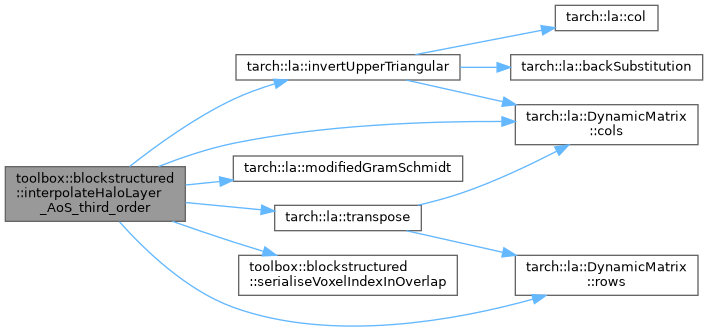 toolbox::blockstructured
::interpolateHaloLayer
_AoS_third_order
tarch::la::invertUpperTriangular
tarch::la::col
tarch::la::backSubstitution
tarch::la::DynamicMatrix
::cols
tarch::la::modifiedGramSchmidt
tarch::la::transpose
toolbox::blockstructured
::serialiseVoxelIndexInOverlap
tarch::la::DynamicMatrix
::rows